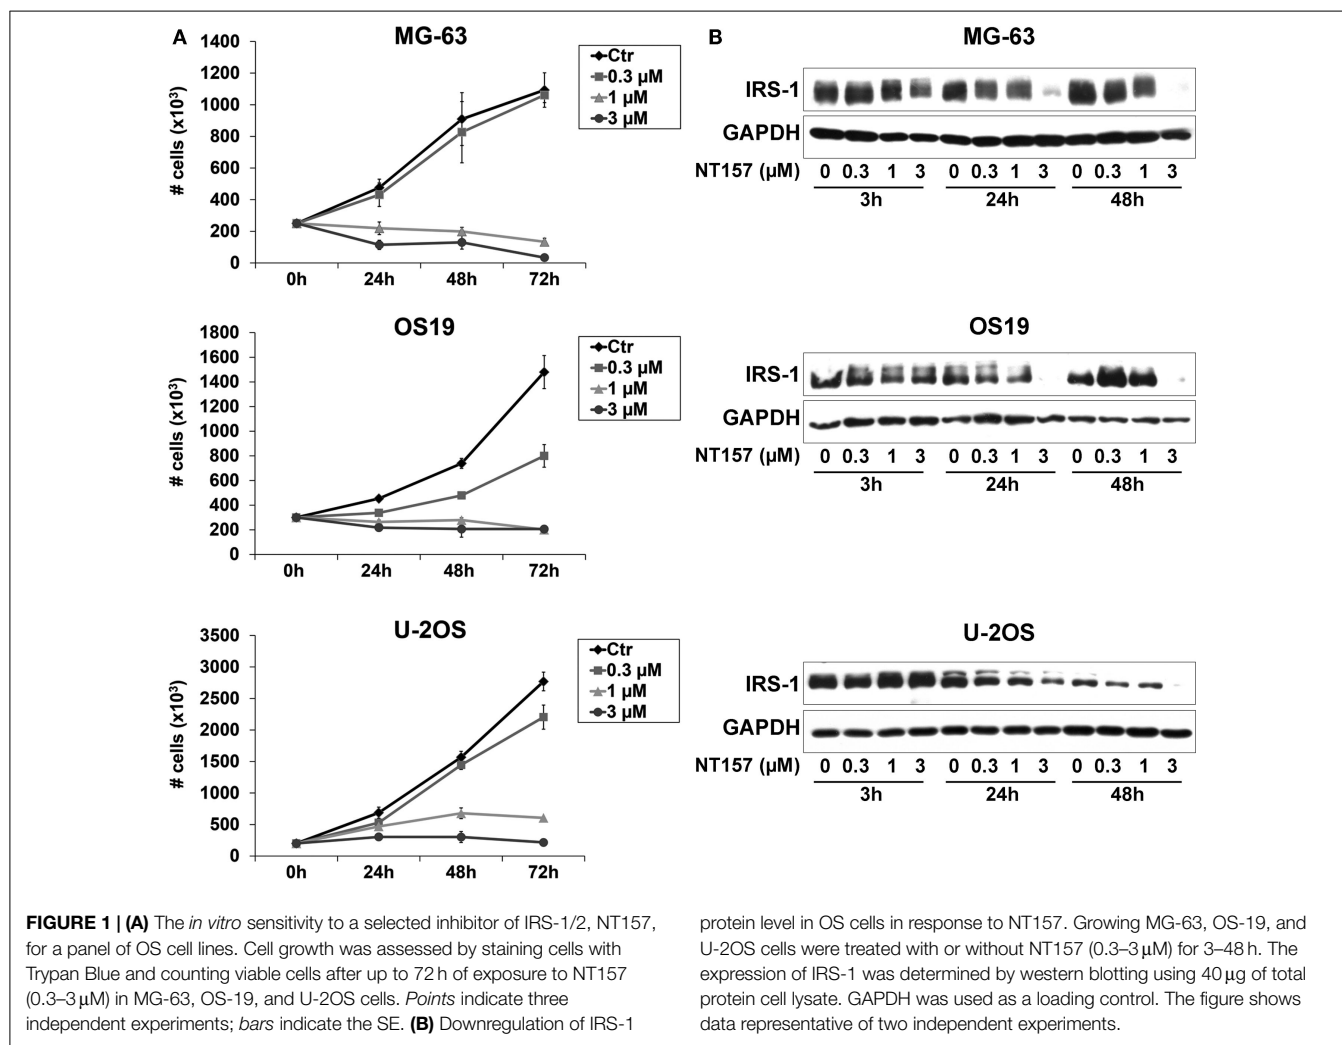 A
MG-63
1400
1200
1000
800
600
400
200
0
# cells (x10³)
0h 24h 48h 72h
Ctr
0.3 µM
1 µM
3 µM
OS19
1800
1600
1400
1200
1000
800
600
400
200
0
# cells (x10³)
0h 24h 48h 72h
Ctr
0.3 µM
1 µM
3 µM
U-2OS
3500
3000
2500
2000
1500
1000
500
0
# cells (x10³)
0h 24h 48h 72h
Ctr
0.3 µM
1 µM
3 µM
B
MG-63
IRS-1
GAPDH
NT157 (µM) 0 0.3 1 3 0 0.3 1 3 0 0.3 1 3
3h 24h 48h
OS19
IRS-1
GAPDH
NT157 (µM) 0 0.3 1 3 0 0.3 1 3 0 0.3 1 3
3h 24h 48h
U-2OS
IRS-1
GAPDH
NT157 (µM) 0 0.3 1 3 0 0.3 1 3 0 0.3 1 3
3h 24h 48h
FIGURE 1 | (A) The in vitro sensitivity to a selected inhibitor of IRS-1/2, NT157,
for a panel of OS cell lines. Cell growth was assessed by staining cells with
Trypan Blue and counting viable cells after up to 72 h of exposure to NT157
(0.3–3 µM) in MG-63, OS-19, and U-2OS cells. Points indicate three
independent experiments; bars indicate the SE. (B) Downregulation of IRS-1
protein level in OS cells in response to NT157. Growing MG-63, OS-19, and
U-2OS cells were treated with or without NT157 (0.3–3 µM) for 3–48 h. The
expression of IRS-1 was determined by western blotting using 40 µg of total
protein cell lysate. GAPDH was used as a loading control. The figure shows
data representative of two independent experiments.